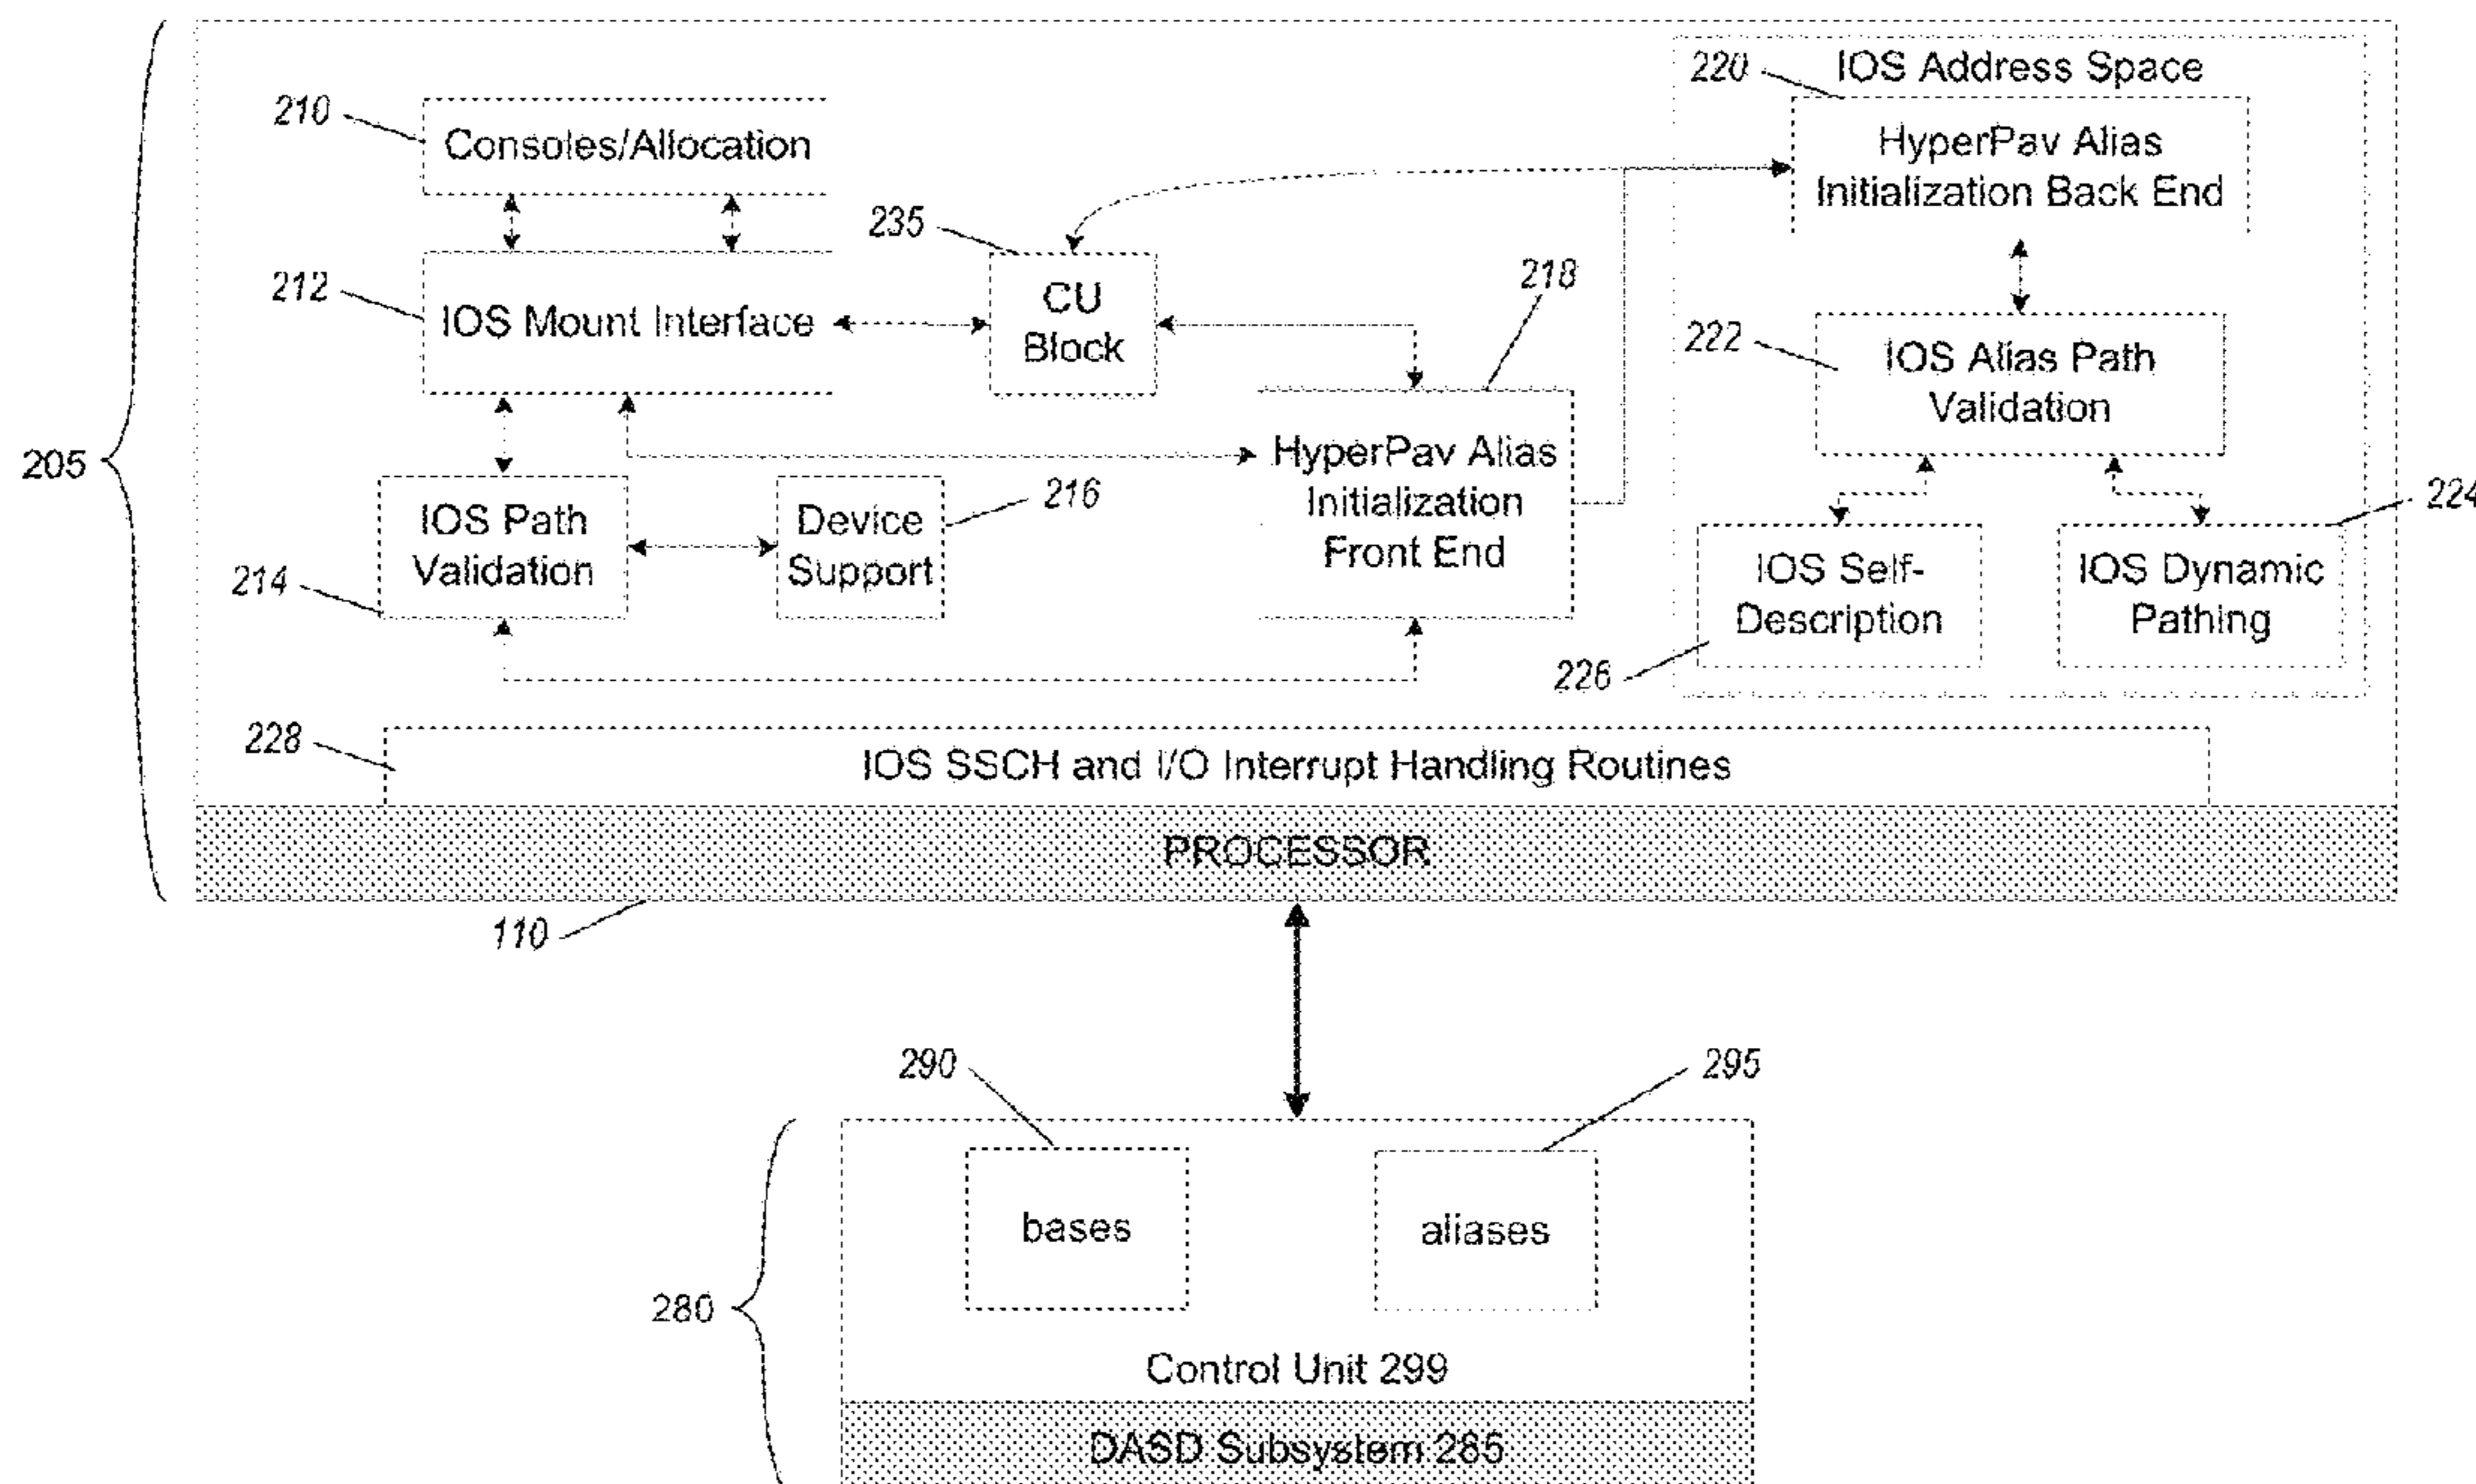 220
IOS Address Space
210
Consoles/Allocation
HyperPav Alias
Initialization Back End
235
212
IOS Mount Interface
CU
Block
218
222
IOS Alias Path
Validation
205
HyperPav Alias
Initialization
Front End
214
IOS Path
Validation
Device
Support
216
224
IOS Self-
Description
IOS Dynamic
Pathing
226
228
IOS SSCH and I/O Interrupt Handling Routines
PROCESSOR
110
290
295
bases
aliases
280
Control Unit 299
DASD Subsystem 285